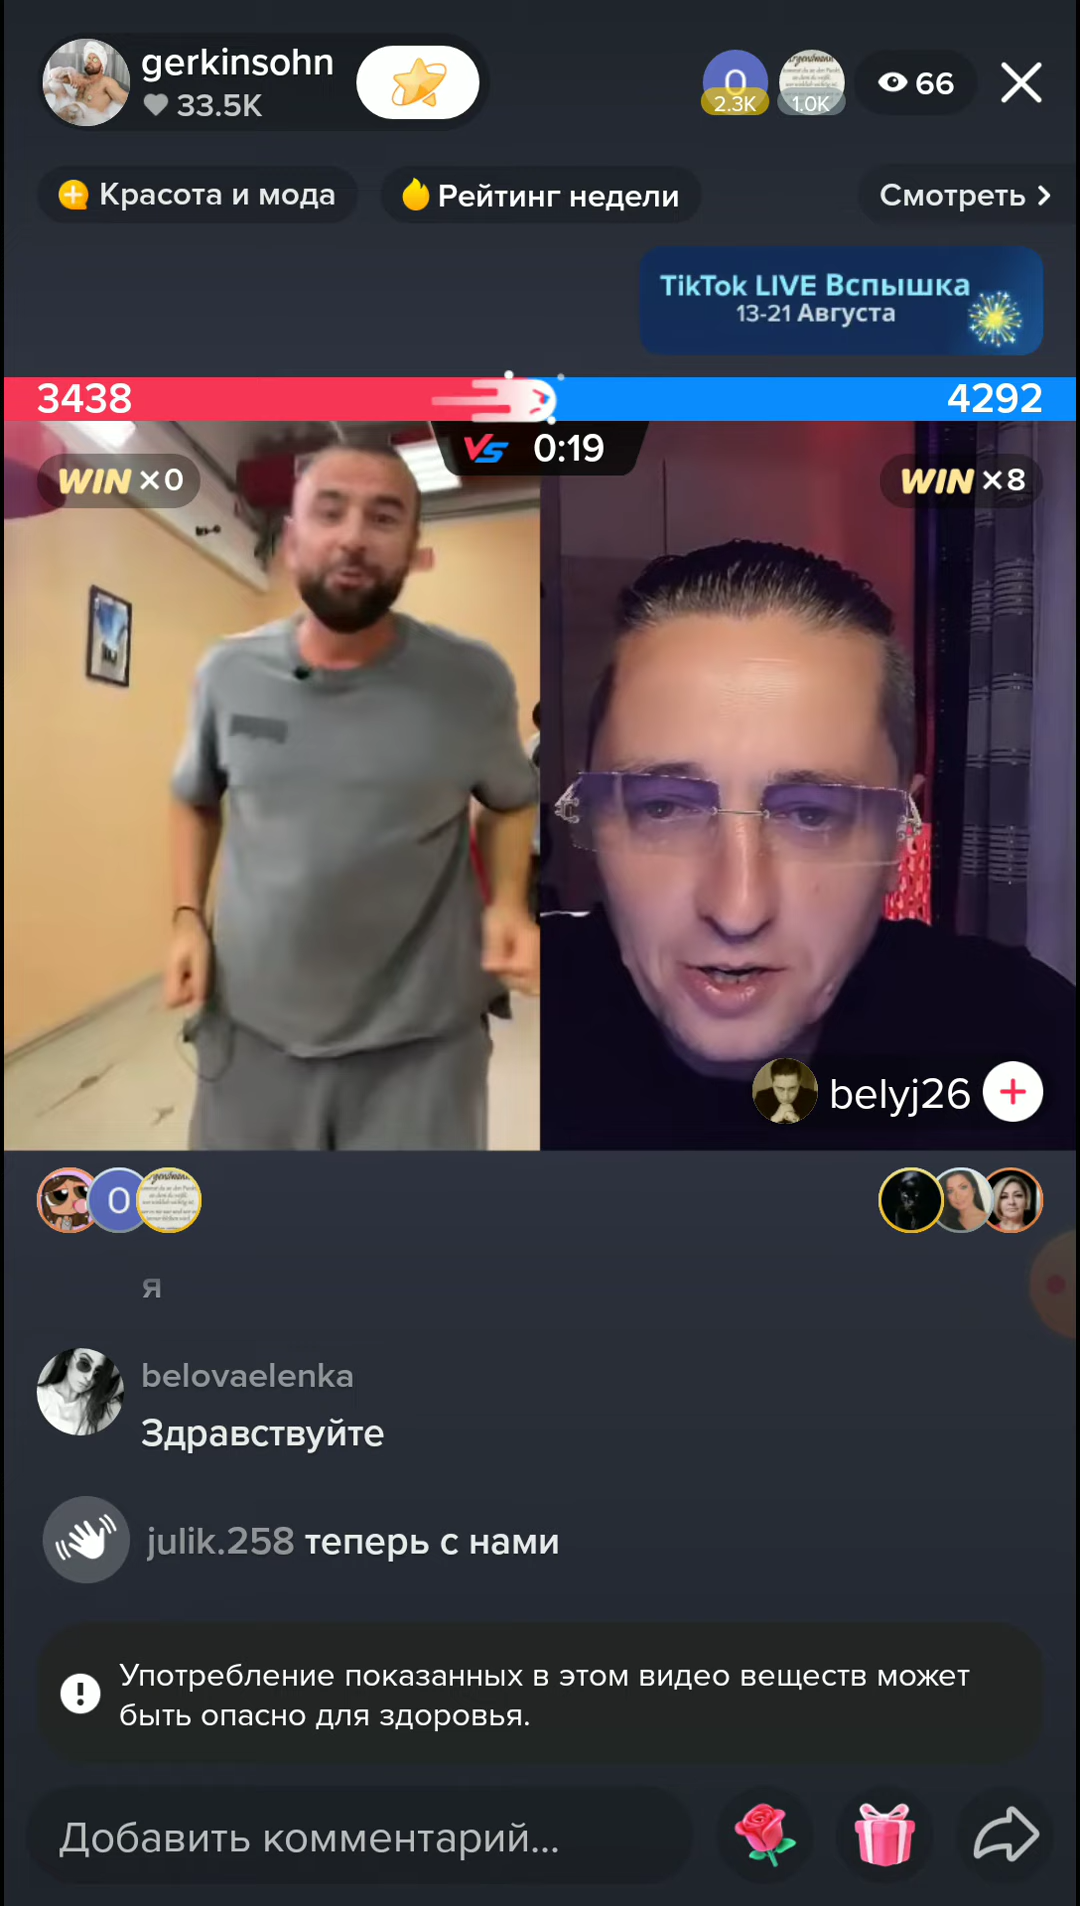 gerkinsohn
33.5K
2.3K
1.0K
66
Красота и мода
Рейтинг недели
Смотреть
TikTok LIVE Вспышка
13-21 Августа
3438
4292
VS 0:19
WIN ×0
WIN ×8
belyj26
О
я
belovaelenka
Здравствуйте
julik.258 теперь с нами
Употребление показанных в этом видео веществ может
быть опасно для здоровья.
Добавить комментарий...